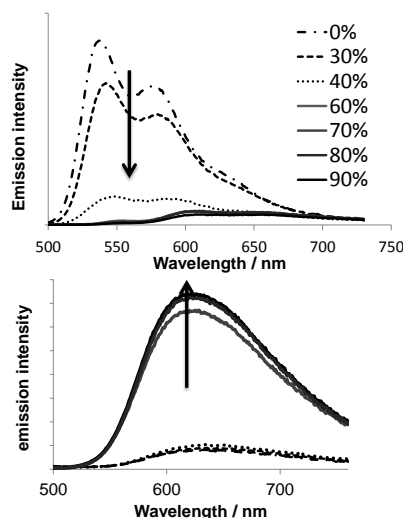 Emission intensity
0%
30%
40%
60%
70%
80%
90%
500 550 600 650 700 750
Wavelength / nm
emission intensity
500 600 700
Wavelength / nm